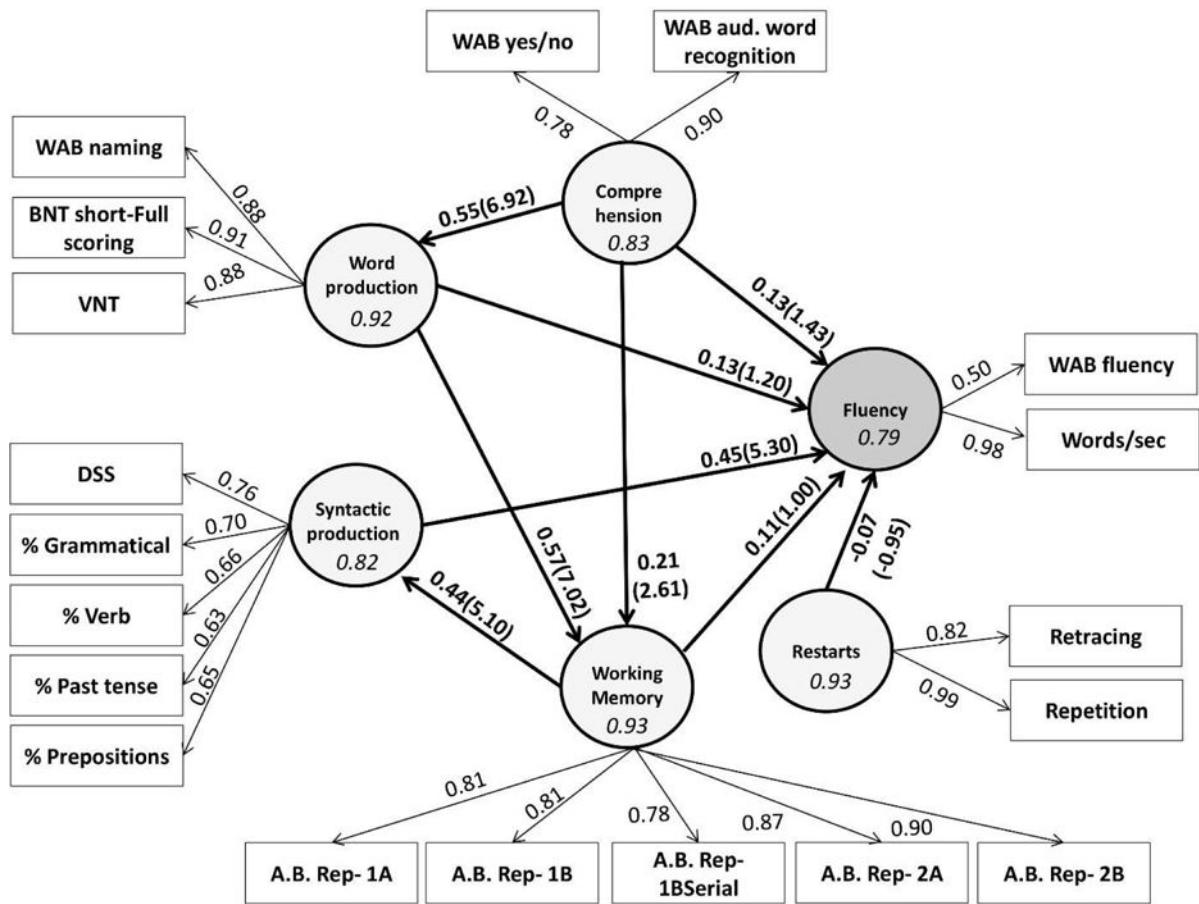 WAB yes/no
WAB aud. word
recognition
0.78
0.90
WAB naming
BNT short-Full
scoring
VNT
0.88
0.91
0.88
0.55(6.92)
Compre
hension
0.83
Word
production
0.92
0.13(1.43)
0.13(1.20)
Fluency
0.79
0.50
0.98
WAB fluency
Words/sec
DSS
% Grammatical
% Verb
% Past tense
% Prepositions
0.76
0.70
0.66
0.63
0.65
Syntactic
production
0.82
0.45(5.30)
0.57(7.02)
0.44(5.10)
0.21
(2.61)
0.11(1.00)
-0.07
(-0.95)
Working
Memory
0.93
Restarts
0.93
0.82
0.99
Retracing
Repetition
0.81
0.81
0.78
0.87
0.90
A.B. Rep- 1A
A.B. Rep- 1B
A.B. Rep-
1BSerial
A.B. Rep- 2A
A.B. Rep- 2B